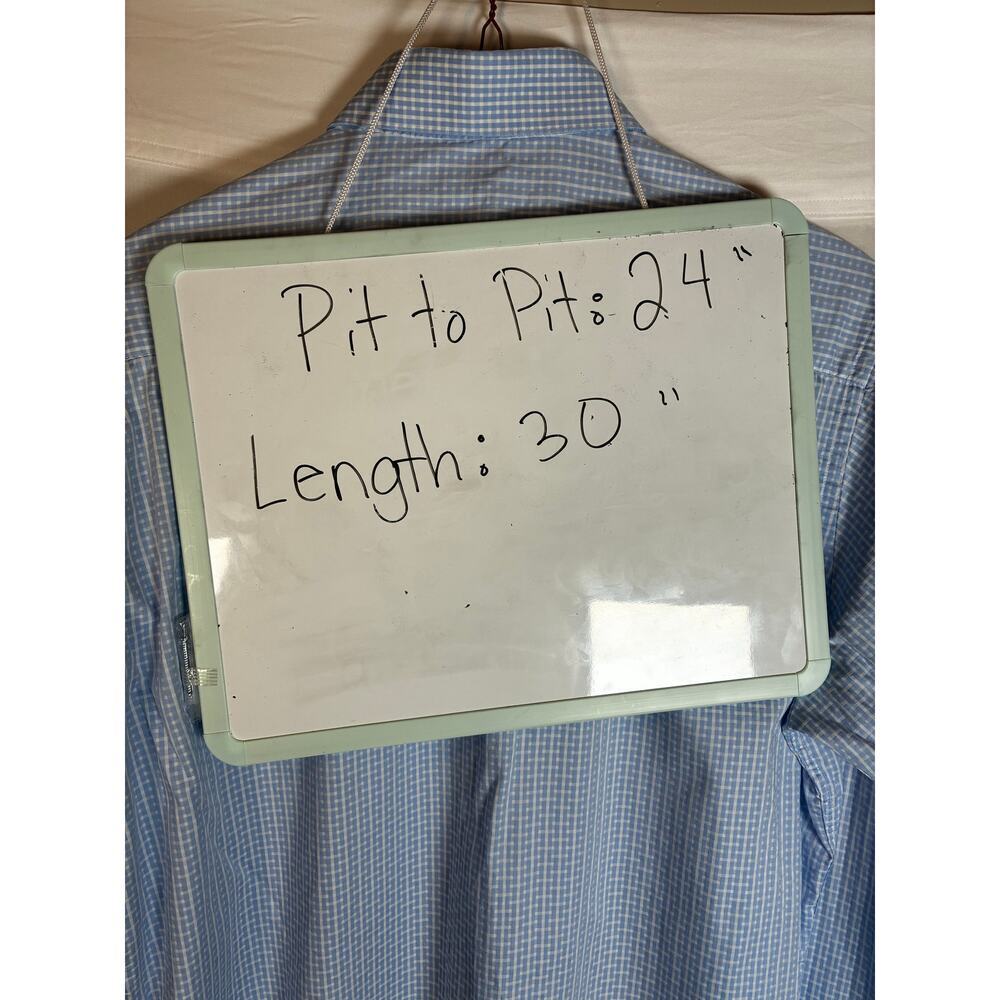 Pit to Pit: 24"
Length: 30"